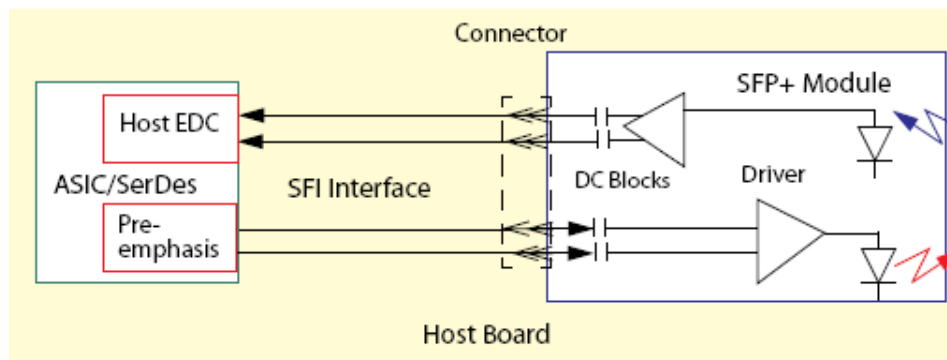 Connector
SFP+ Module
Host EDC
ASIC/SerDes
SFI Interface
DC Blocks
Driver
Pre-
emphasis
Host Board